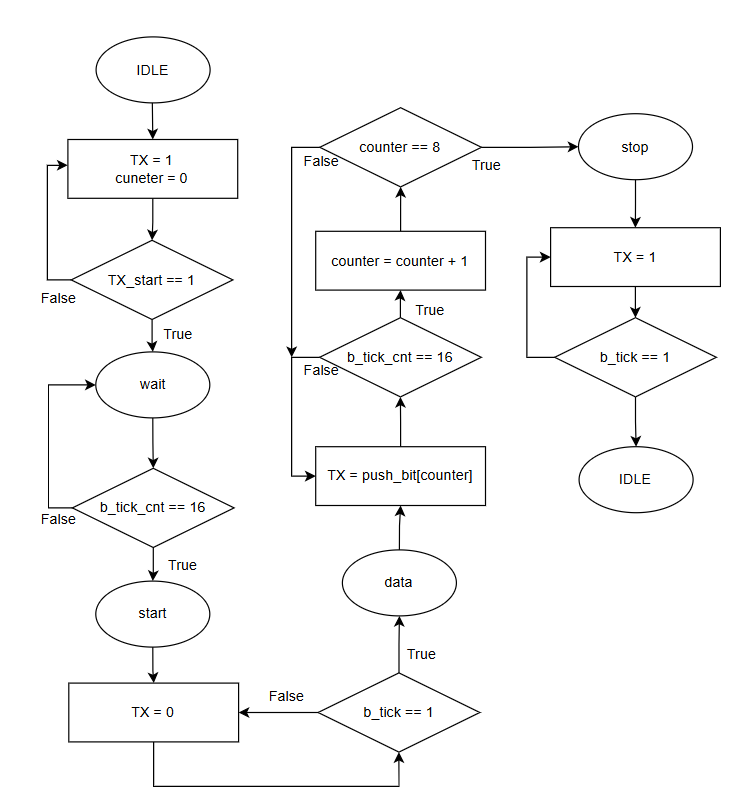 IDLE
TX = 1
cuneter = 0
TX_start == 1
False
True
wait
b_tick_cnt == 16
False
True
start
TX = 0
False
b_tick == 1
True
data
TX = push_bit[counter]
b_tick_cnt == 16
False
True
counter = counter + 1
counter == 8
False
True
stop
TX = 1
b_tick == 1
IDLE